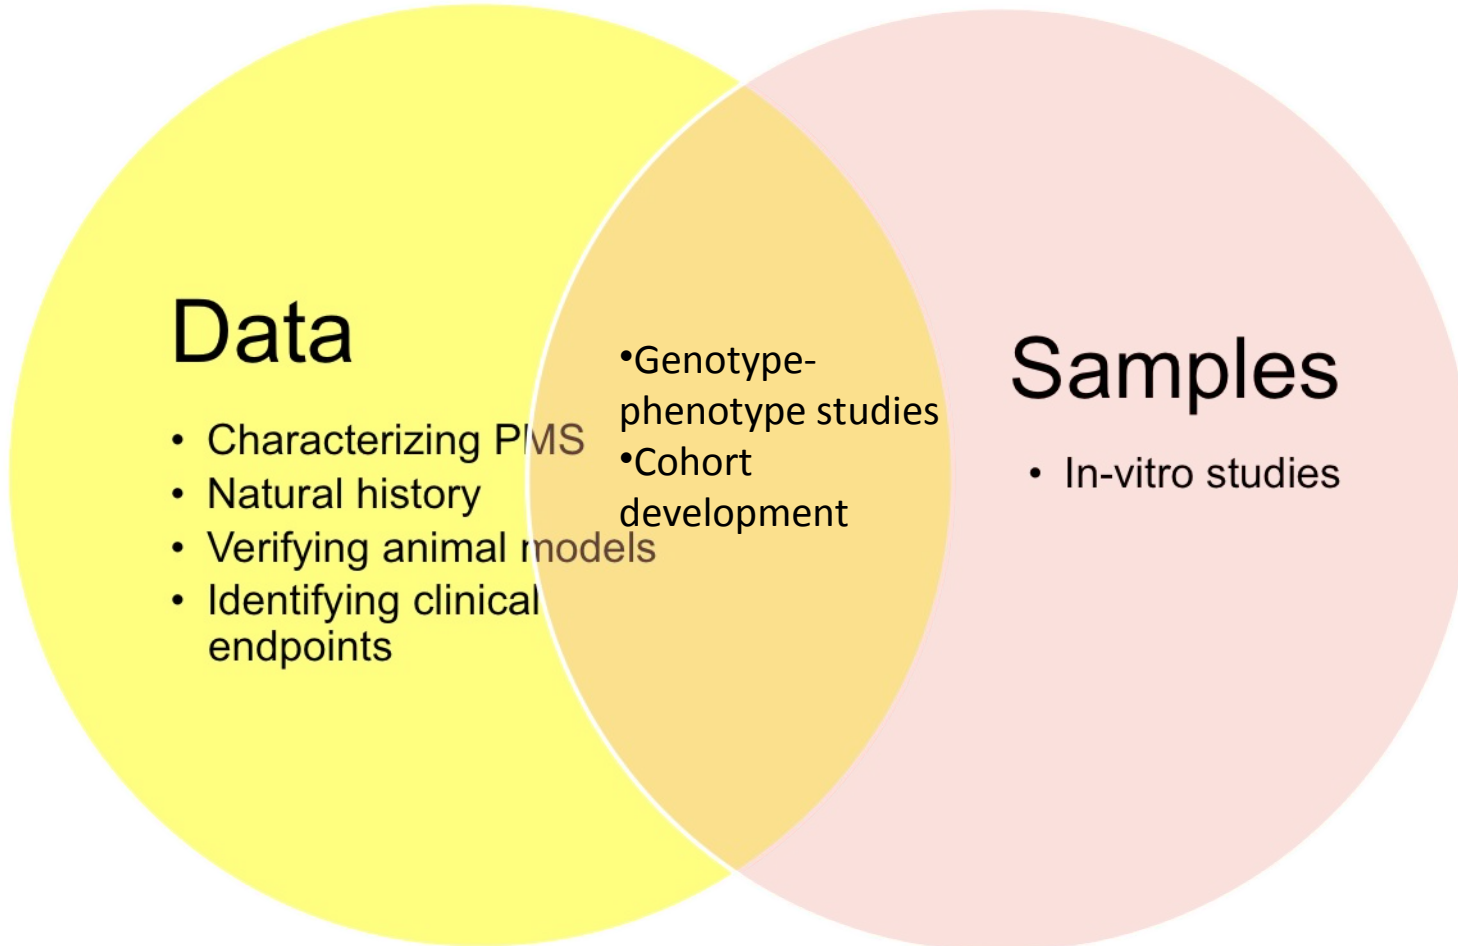 Data
• Characterizing PMS
• Natural history
• Verifying animal models
• Identifying clinical
endpoints
•Genotype-
phenotype studies
•Cohort
development
Samples
• In-vitro studies